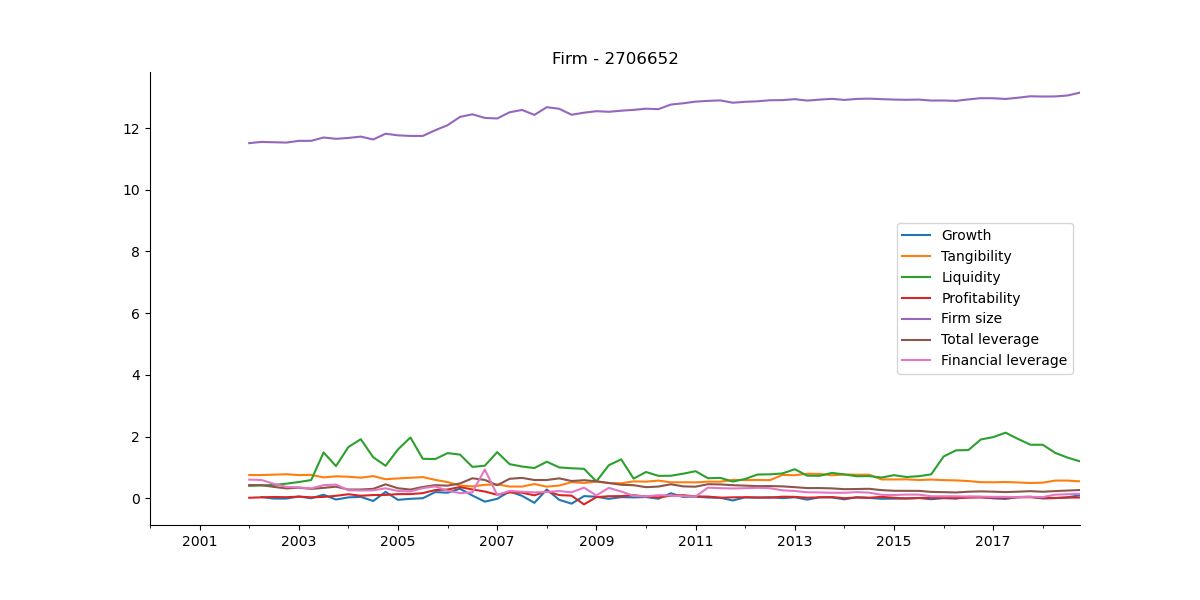 Firm - 2706652
12
10
8
6
4
2
0
Growth
Tangibility
Liquidity
Profitability
Firm size
Total leverage
Financial leverage
2001 2003 2005 2007 2009 2011 2013 2015 2017